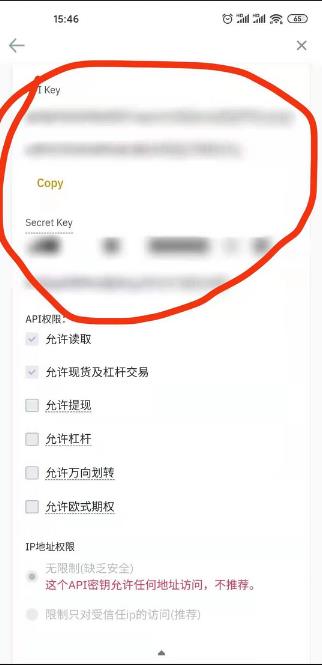 15:46
65
I Key
Copy
Secret Key
API权限:
允许读取
允许现货及杠杆交易
允许提现
允许杠杆
允许万向划转
允许欧式期权
IP地址权限
无限制(缺乏安全)
这个API密钥允许任何地址访问，不推荐。
限制只对受信任ip的访问(推荐)